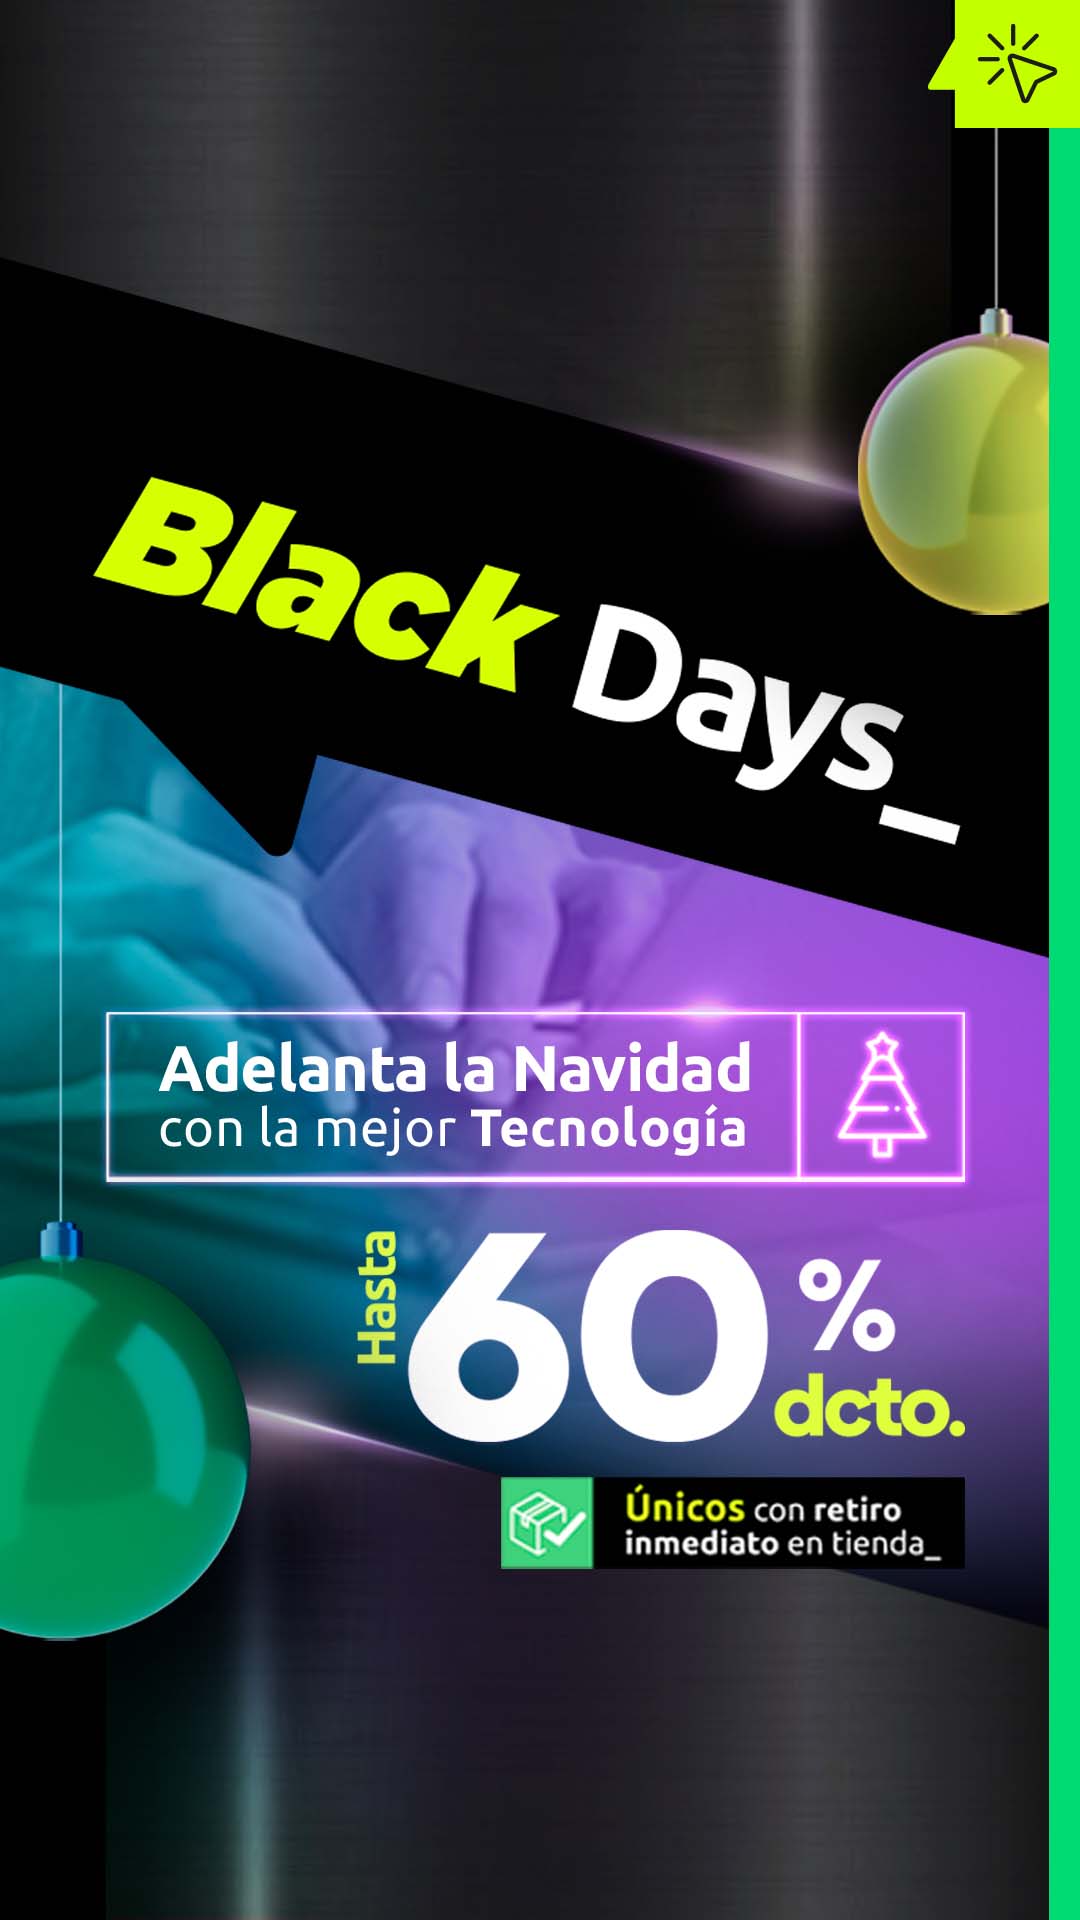 Black Days_
Adelanta la Navidad
con la mejor Tecnología
Hasta
60%
dcto.
Únicos con retiro
inmediato en tienda_